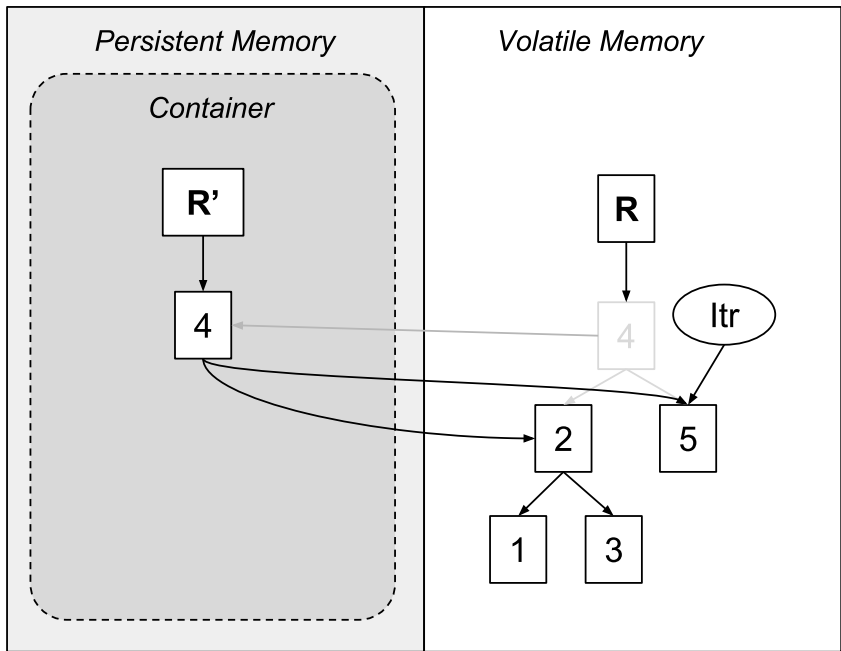 Persistent Memory
Volatile Memory
Container
R’
R
4
4
Itr
2
5
1
3